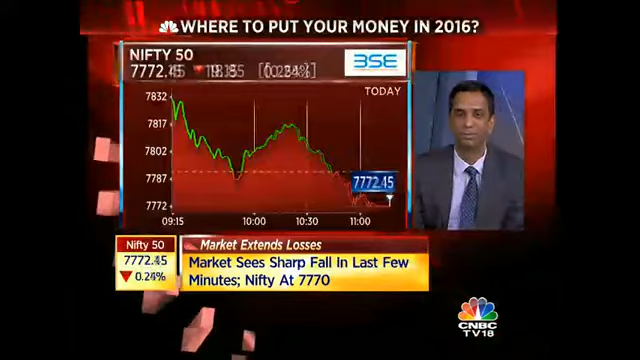 WHERE TO PUT YOUR MONEY IN 2016?
NIFTY 50
BSE
TODAY
7832
7817
7802
7787
7772
7772.45
09:15 10:00 10:30 11:00
Nifty 50
7772.45
0.24%
Market Extends Losses
Market Sees Sharp Fall In Last Few
Minutes; Nifty At 7770
CNBC
TV18